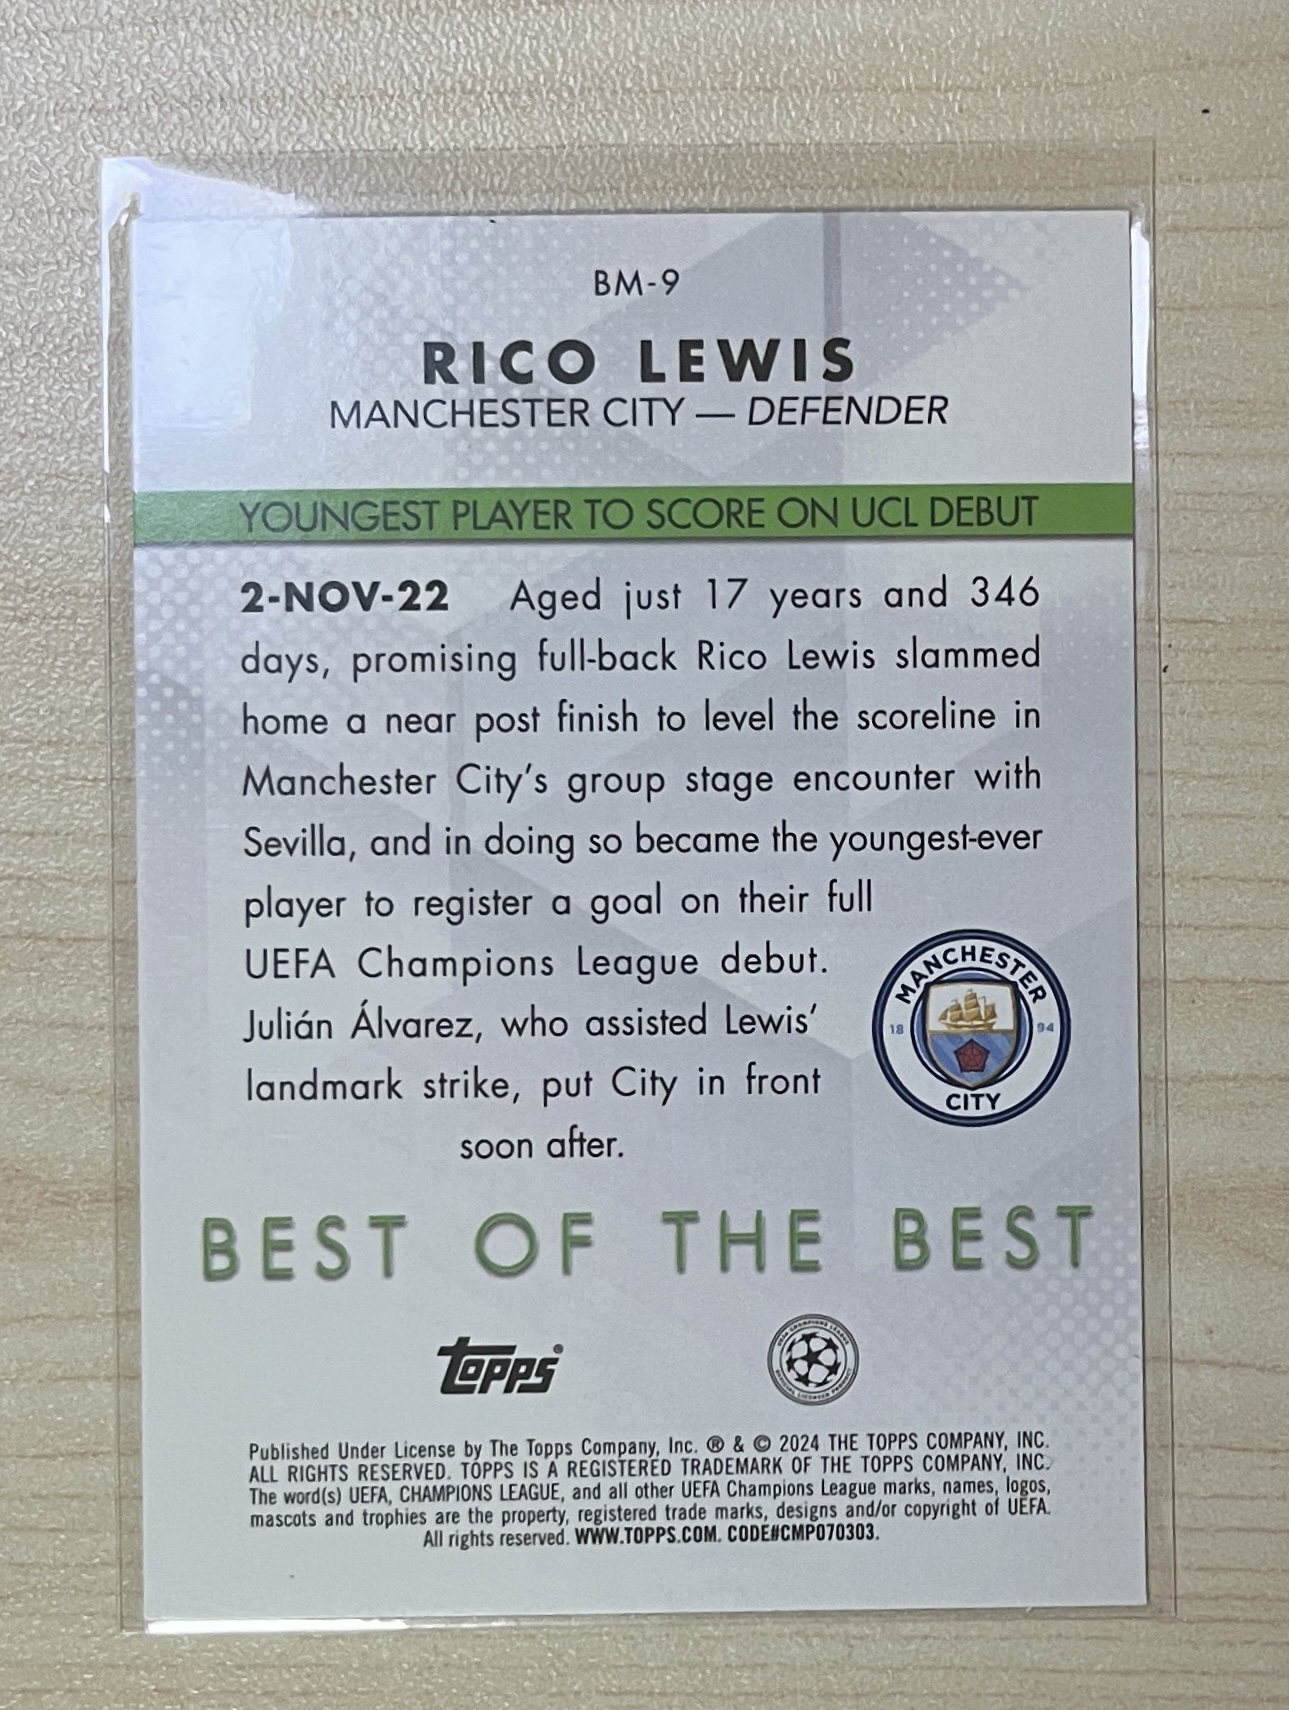 BM-9
RICO LEWIS
MANCHESTER CITY — DEFENDER
YOUNGEST PLAYER TO SCORE ON UCL DEBUT
2-NOV-22 Aged just 17 years and 346
days, promising full-back Rico Lewis slammed
home a near post finish to level the scoreline in
Manchester City's group stage encounter with
Sevilla, and in doing so became the youngest-ever
player to register a goal on their full
UEFA Champions League debut.
Julián Álvarez, who assisted Lewis'
landmark strike, put City in front
soon after.
MANCHESTER
18 94
CITY
BEST OF THE BEST
topps®
Published Under License by The Topps Company, Inc. ® & © 2024 THE TOPPS COMPANY, INC.
ALL RIGHTS RESERVED. TOPPS IS A REGISTERED TRADEMARK OF THE TOPPS COMPANY, INC.
The word(s) UEFA, CHAMPIONS LEAGUE, and all other UEFA Champions League marks, names, logos,
mascots and trophies are the property, registered trade marks, designs and/or copyright of UEFA.
All rights reserved. WWW.TOPPS.COM. CODE#CMP070303.